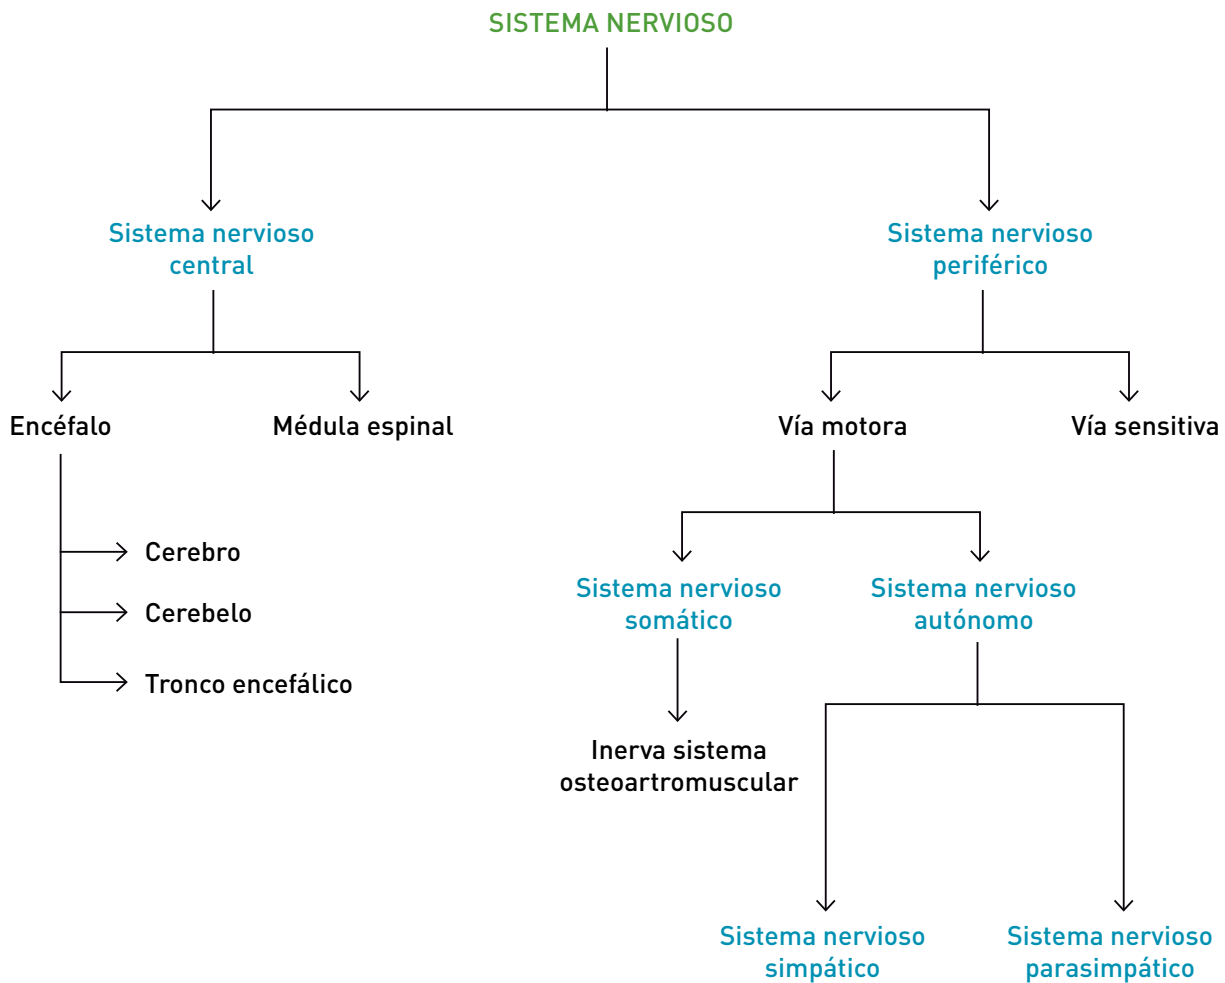 SISTEMA NERVIOSO
Sistema nervioso
central
Sistema nervioso
periférico
Encéfalo
Médula espinal
Vía motora
Vía sensitiva
Cerebro
Cerebelo
Tronco encefálico
Sistema nervioso
somático
Sistema nervioso
autónomo
Inerva sistema
osteoartromuscular
Sistema nervioso
simpático
Sistema nervioso
parasimpático